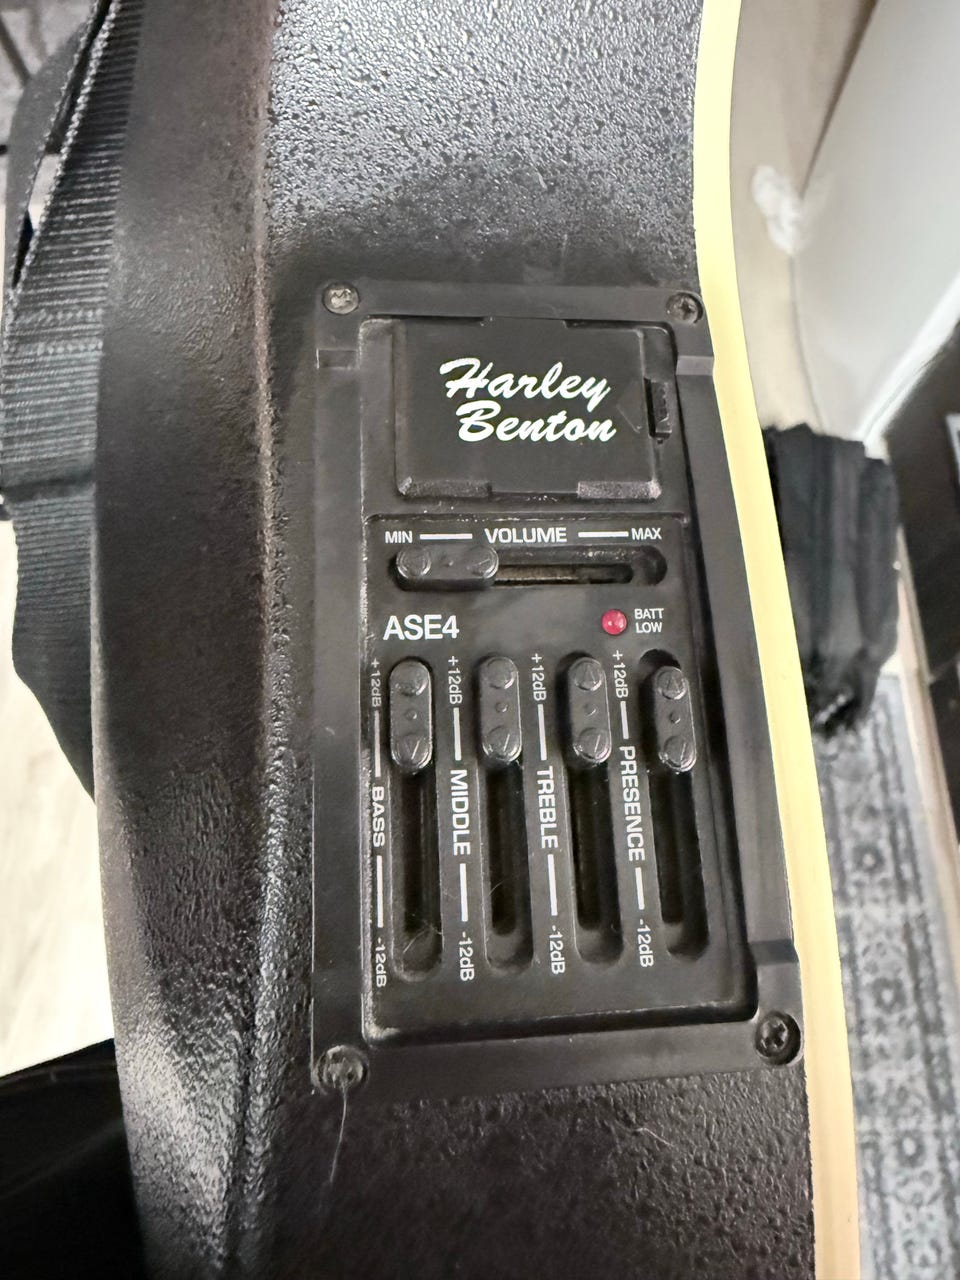 Harley
Benton
MIN VOLUME MAX
ASE4
BATT
LOW
+12dB BASS -12dB
+12dB MIDDLE -12dB
+12dB TREBLE -12dB
+12dB PRESENCE -12dB